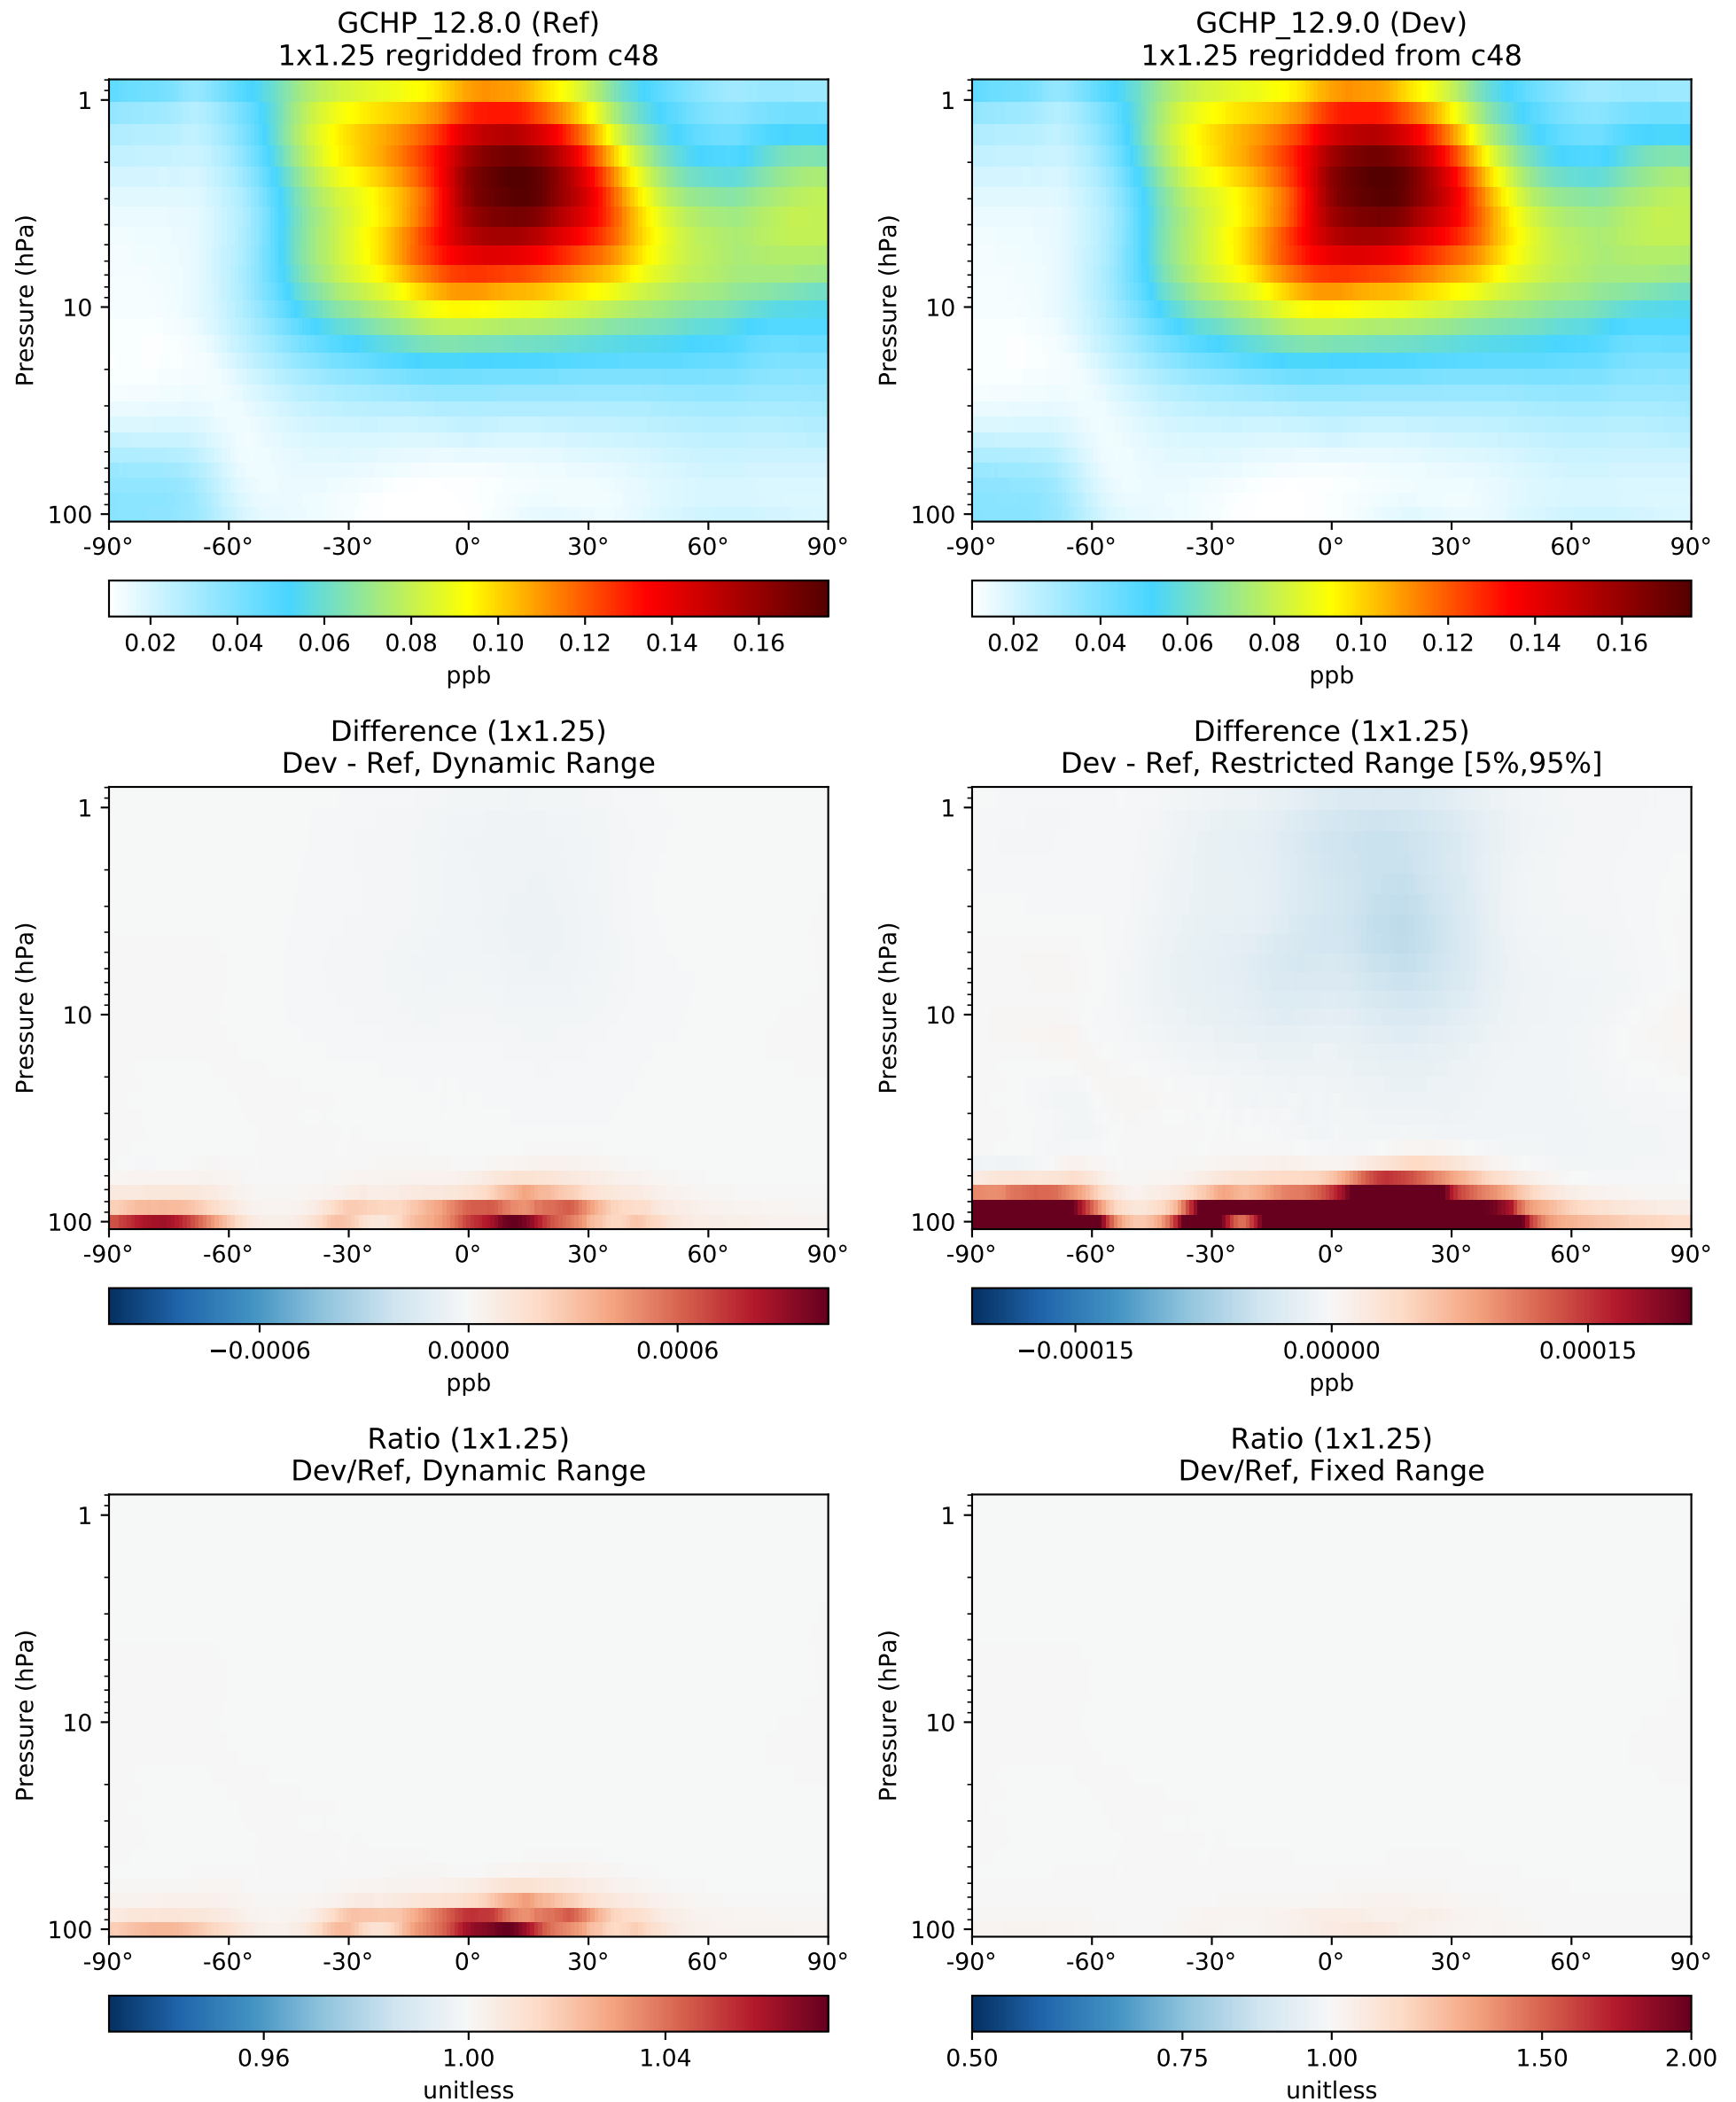 GCHP_12.8.0 (Ref)
1x1.25 regridded from c48
Pressure (hPa)
1
10
100
-90° -60° -30° 0° 30° 60° 90°
0.02 0.04 0.06 0.08 0.10 0.12 0.14 0.16
ppb
GCHP_12.9.0 (Dev)
1x1.25 regridded from c48
Pressure (hPa)
1
10
100
-90° -60° -30° 0° 30° 60° 90°
0.02 0.04 0.06 0.08 0.10 0.12 0.14 0.16
ppb
Difference (1x1.25)
Dev - Ref, Dynamic Range
Pressure (hPa)
1
10
100
-90° -60° -30° 0° 30° 60° 90°
−0.0006 0.0000 0.0006
ppb
Difference (1x1.25)
Dev - Ref, Restricted Range [5%,95%]
Pressure (hPa)
1
10
100
-90° -60° -30° 0° 30° 60° 90°
−0.00015 0.00000 0.00015
ppb
Ratio (1x1.25)
Dev/Ref, Dynamic Range
Pressure (hPa)
1
10
100
-90° -60° -30° 0° 30° 60° 90°
0.96 1.00 1.04
unitless
Ratio (1x1.25)
Dev/Ref, Fixed Range
Pressure (hPa)
1
10
100
-90° -60° -30° 0° 30° 60° 90°
0.50 0.75 1.00 1.50 2.00
unitless